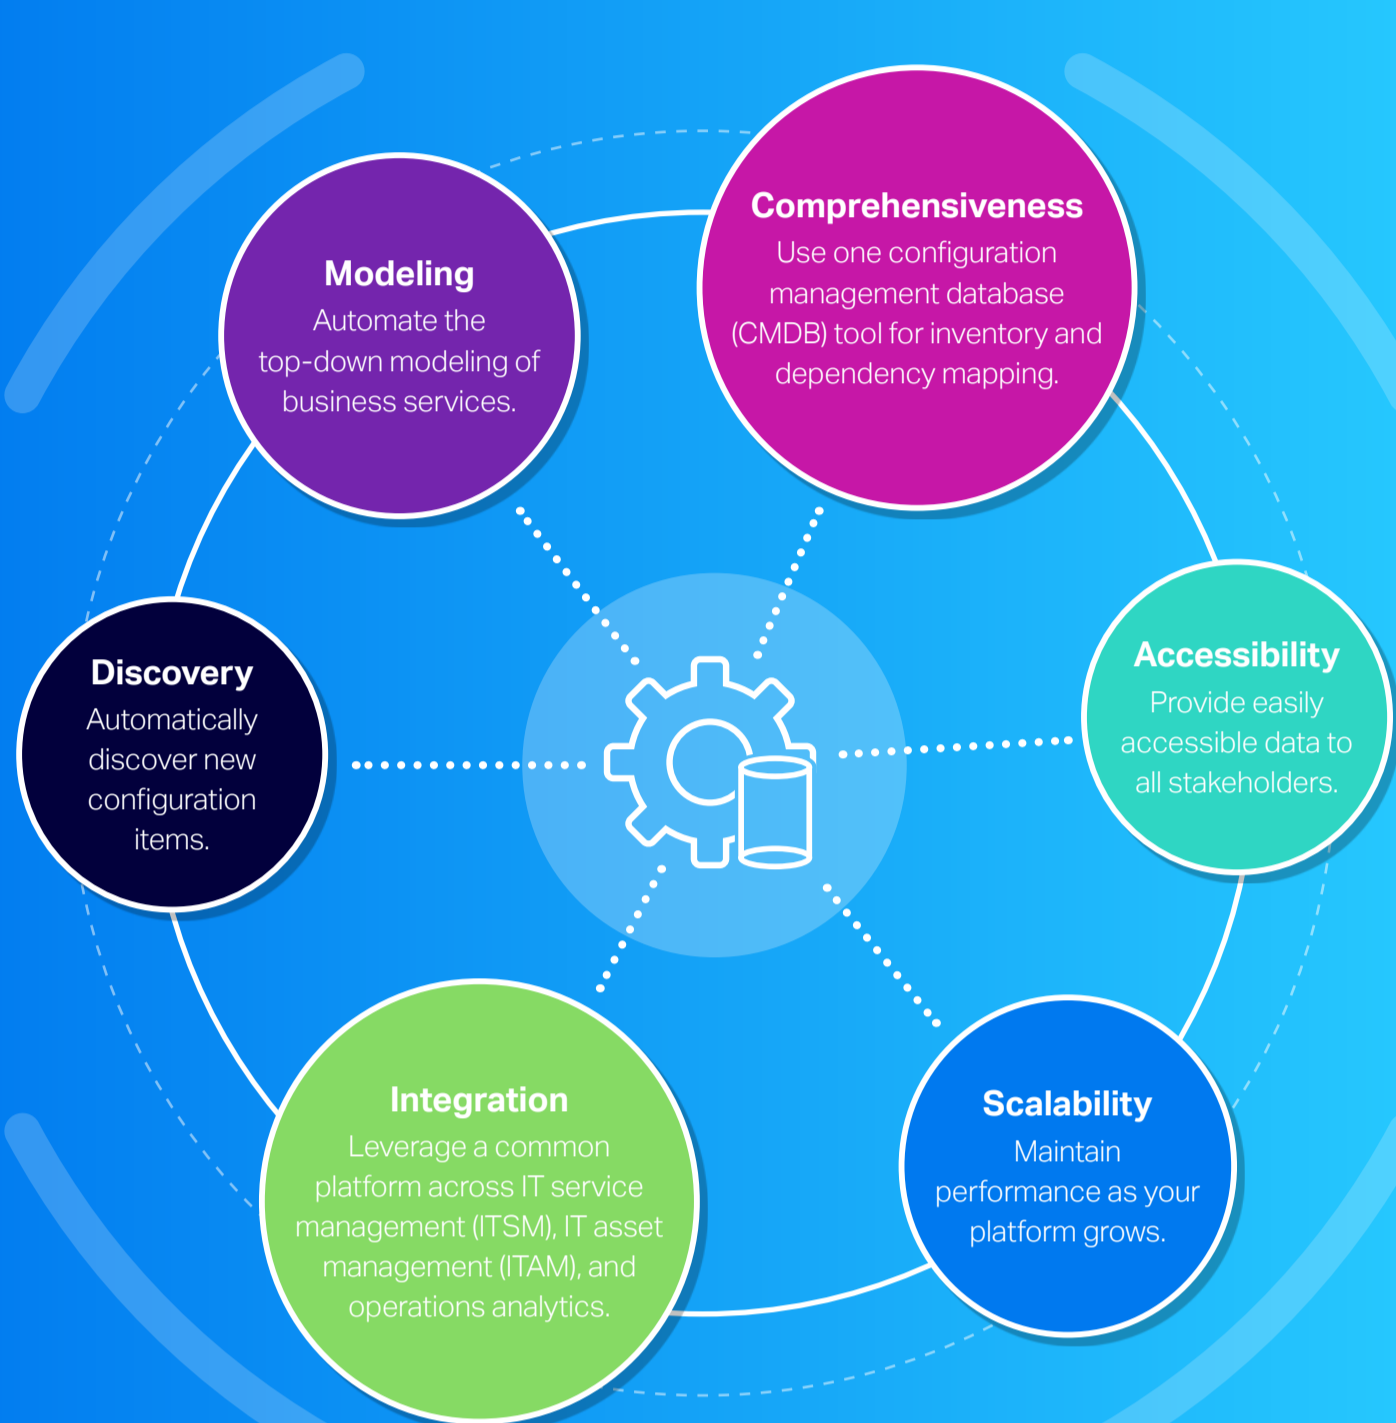 Comprehensiveness
Use one configuration
management database
(CMDB) tool for inventory and
dependency mapping.
Modeling
Automate the
top-down modeling of
business services.
Accessibility
Provide easily
accessible data to
all stakeholders.
Discovery
Automatically
discover new
configuration
items.
Integration
Leverage a common
platform across IT service
management (ITSM), IT asset
management (ITAM), and
operations analytics.
Scalability
Maintain
performance as your
platform grows.